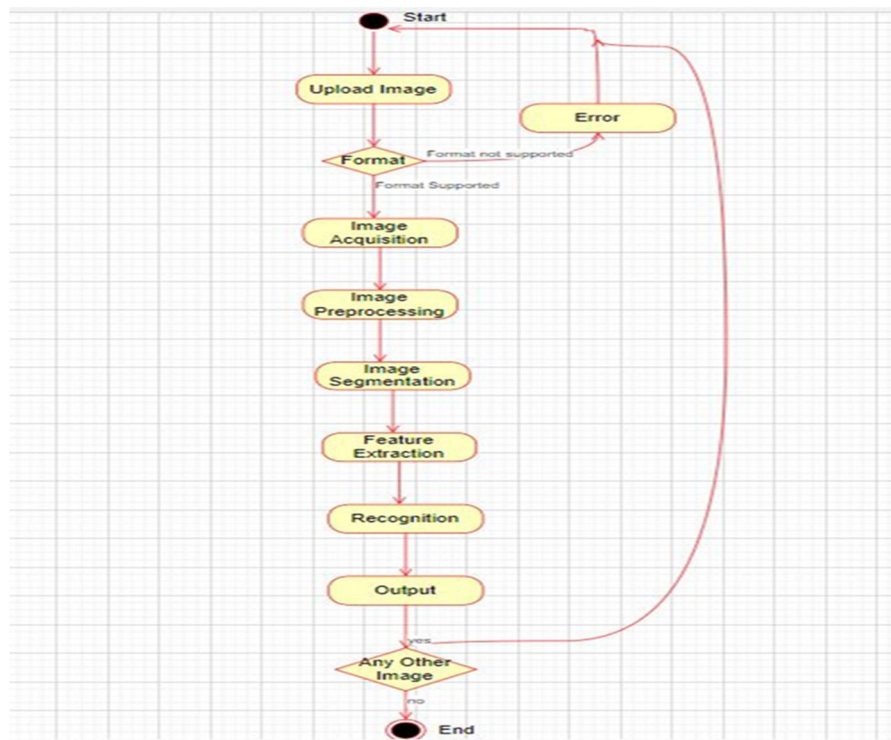 Start
Upload Image
Error
Format
Format not supported
Format Supported
Image
Acquisition
Image
Preprocessing
Image
Segmentation
Feature
Extraction
Recognition
Output
yes
Any Other
Image
no
End